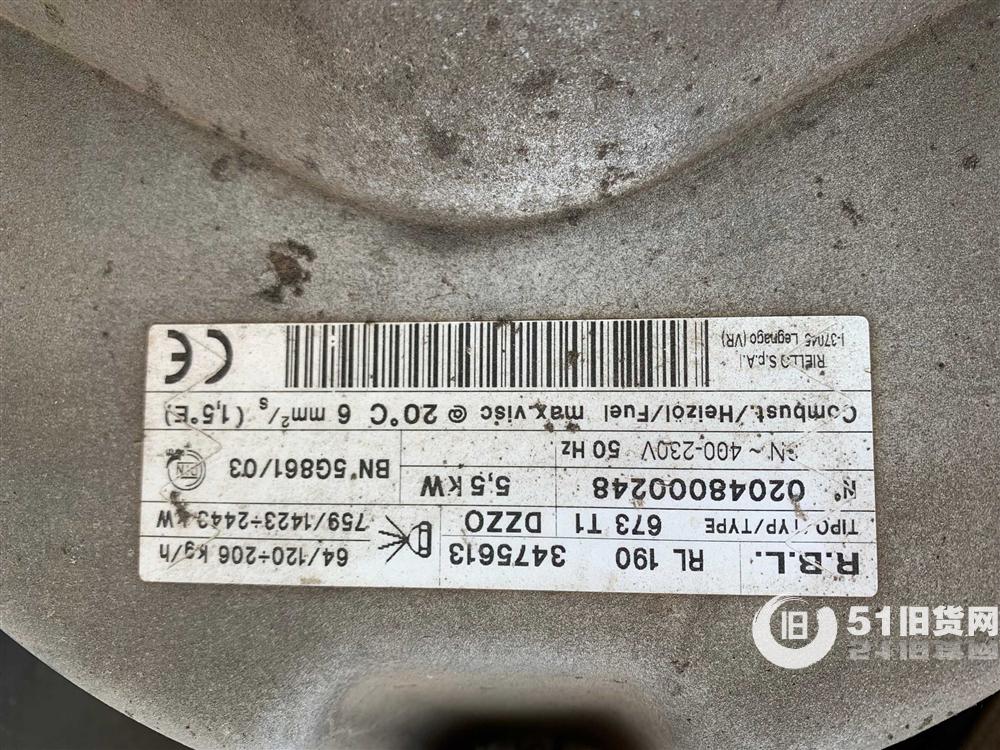 R.B.L. RL 190 3475613 64/120÷206 kg/h
TIPO/TYP/TYPE 673 T1 DZZO 759/1423÷2443 kW
N° 02048000248 5,5 kW BN°5G861/03
N ~ 400-230V 50 Hz
Combust./Heizöl/Fuel max.visc @ 20°C 6 mm²/s (1,5°E)
RIELLO S.p.A.
I-37045 Legnago (VR)
CE
旧 51旧货网